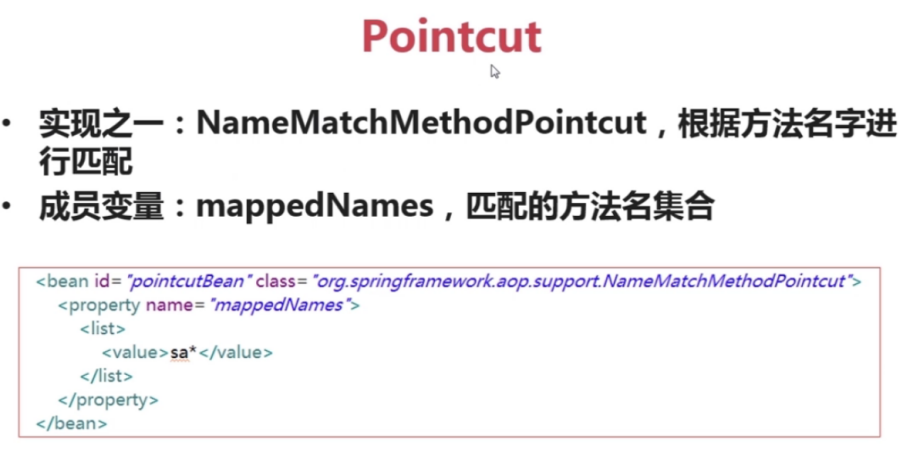 Pointcut
• 实现之一：NameMatchMethodPointcut，根据方法名字进
行匹配
• 成员变量：mappedNames，匹配的方法名集合
<bean id="pointcutBean" class="org.springframework.aop.support.NameMatchMethodPointcut">
<property name="mappedNames">
<list>
<value>sa*</value>
</list>
</property>
</bean>